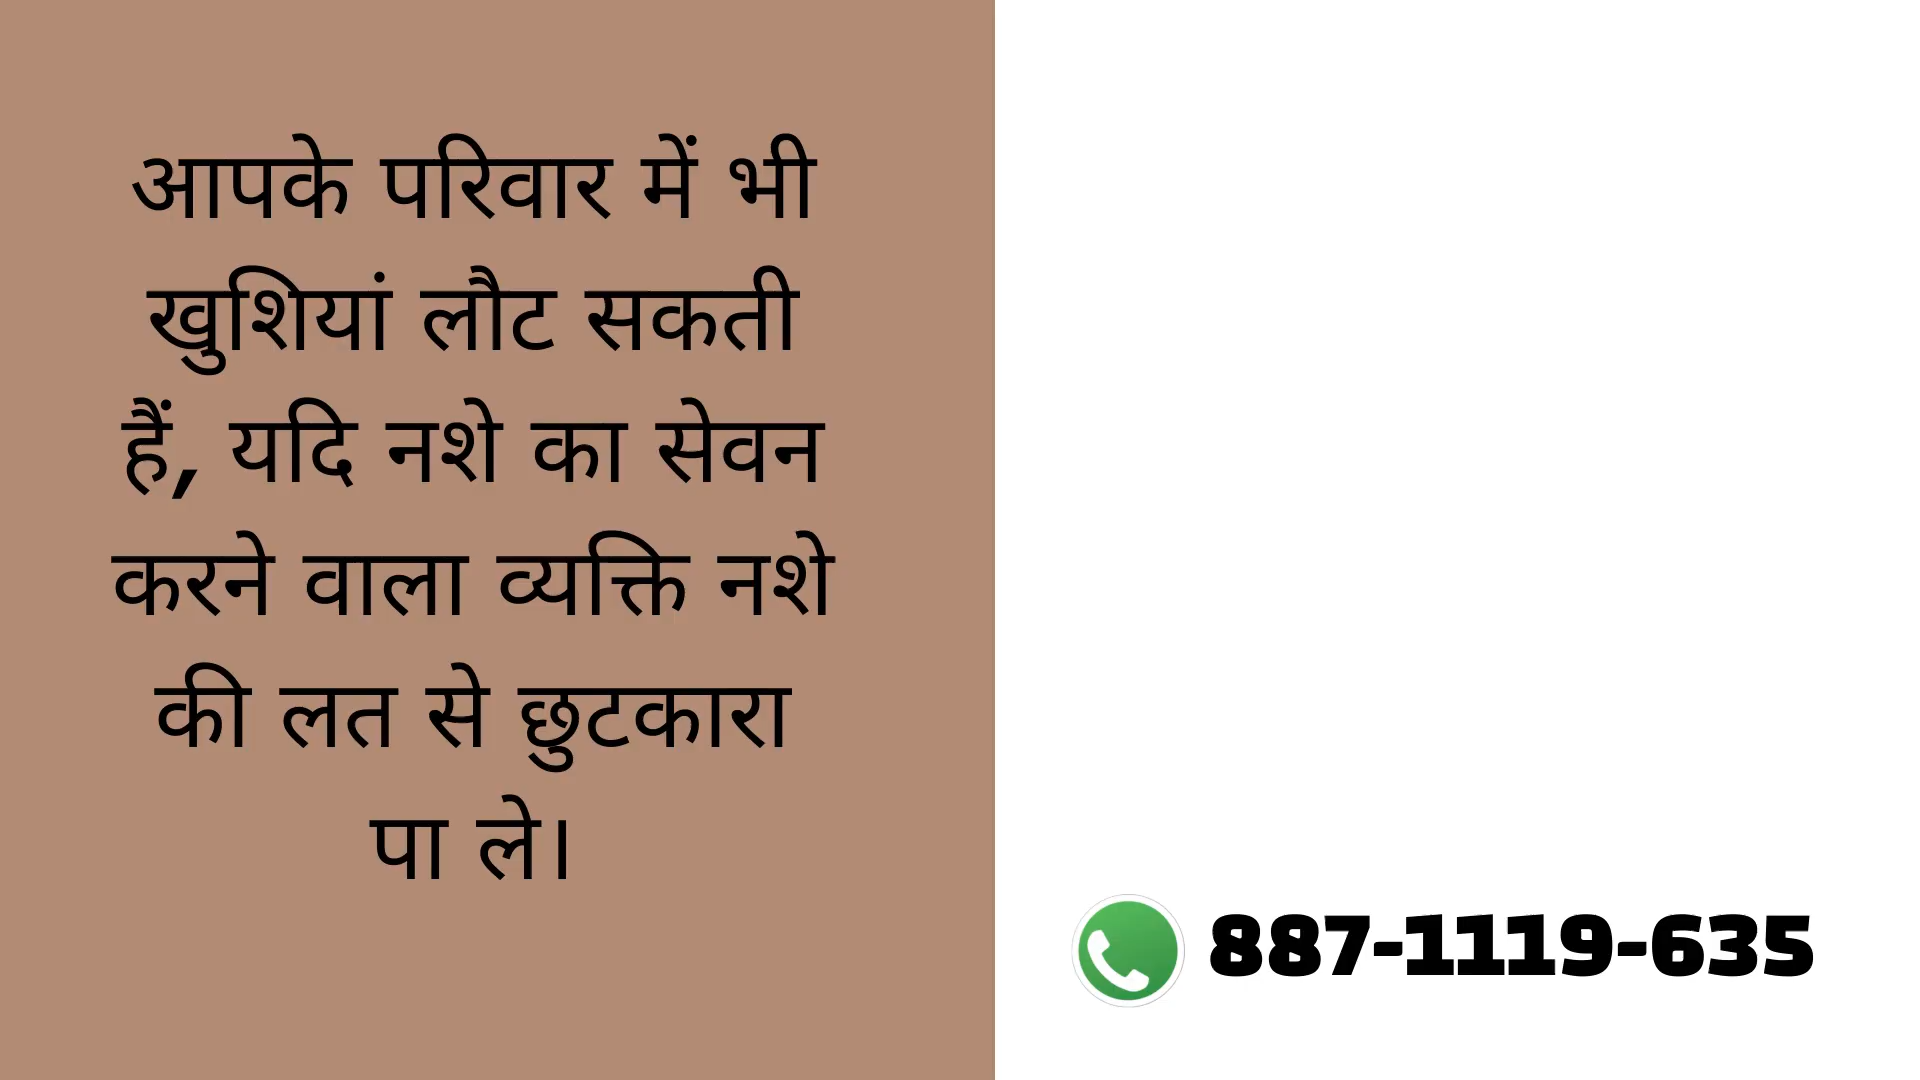 आपके परिवार में भी
खुशियां लौट सकती
हैं, यदि नशे का सेवन
करने वाला व्यक्ति नशे
की लत से छुटकारा
पा ले।
887-1119-635